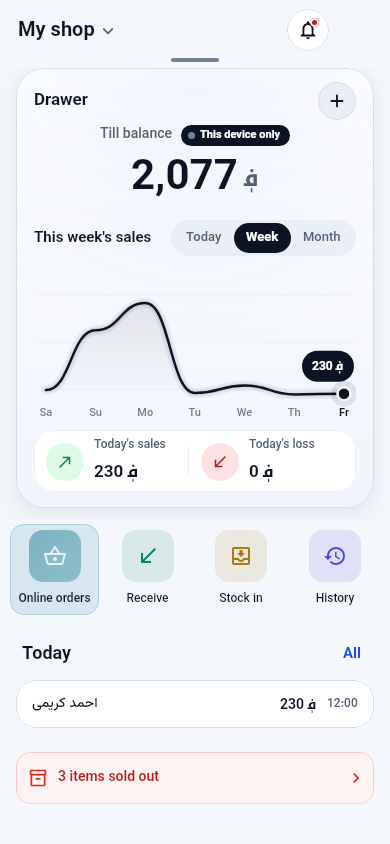 My shop
Drawer
Till balance
This device only
2,077 ؋
This week's sales
Today Week Month
230 ؋
Sa Su Mo Tu We Th Fr
Today's sales
230 ؋
Today's loss
0 ؋
Online orders
Receive
Stock in
History
Today
All
احمد کریمی
230 ؋
12:00
3 items sold out